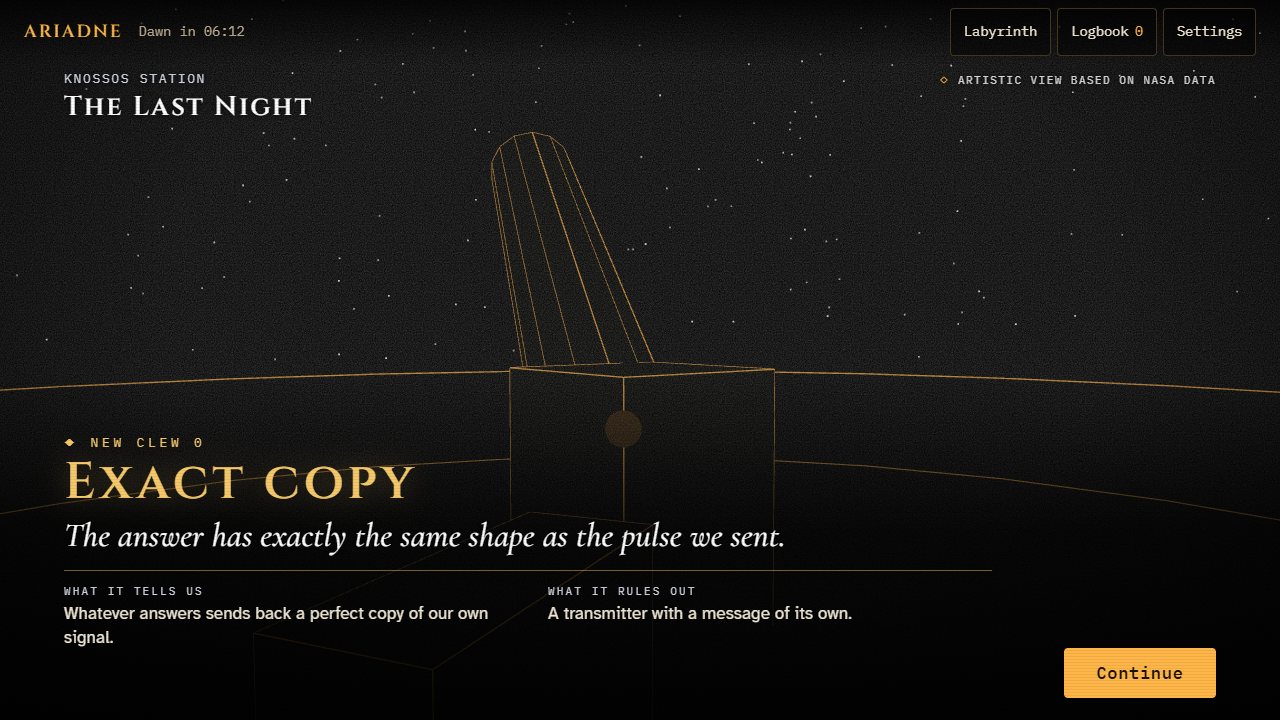 ARIADNE Dawn in 06:12 Labyrinth Logbook 0 Settings
KNOSSOS STATION
◇ ARTISTIC VIEW BASED ON NASA DATA
The Last Night
◆ NEW CLEW 0
Exact copy
The answer has exactly the same shape as the pulse we sent.
WHAT IT TELLS US
Whatever answers sends back a perfect copy of our own
signal.
WHAT IT RULES OUT
A transmitter with a message of its own.
Continue